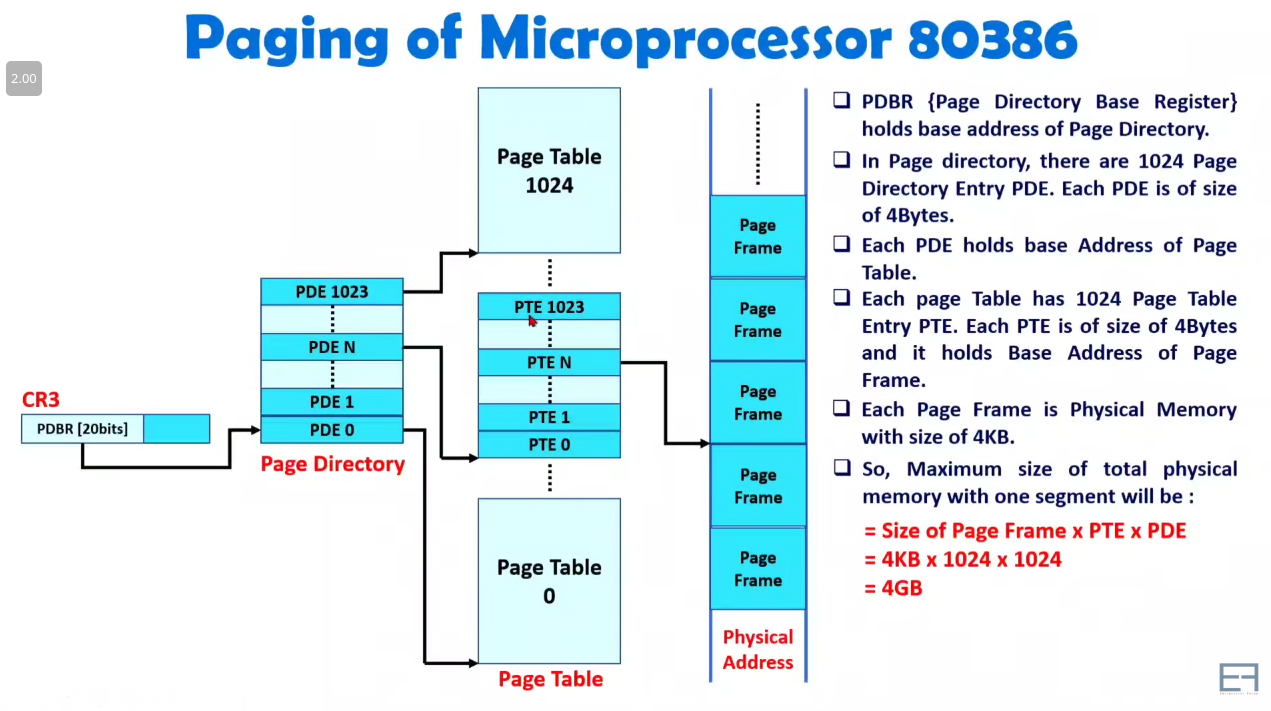 Paging of Microprocessor 80386
2.00
Page Table
1024
PDE 1023
PDE N
PDE 1
PDE 0
Page Directory
CR3
PDBR [20bits]
PTE 1023
PTE N
PTE 1
PTE 0
Page Table
0
Page Table
Page
Frame
Page
Frame
Page
Frame
Page
Frame
Page
Frame
Physical
Address
PDBR {Page Directory Base Register}
holds base address of Page Directory.
In Page directory, there are 1024 Page
Directory Entry PDE. Each PDE is of size
of 4Bytes.
Each PDE holds base Address of Page
Table.
Each page Table has 1024 Page Table
Entry PTE. Each PTE is of size of 4Bytes
and it holds Base Address of Page
Frame.
Each Page Frame is Physical Memory
with size of 4KB.
So, Maximum size of total physical
memory with one segment will be :
= Size of Page Frame x PTE x PDE
= 4KB x 1024 x 1024
= 4GB